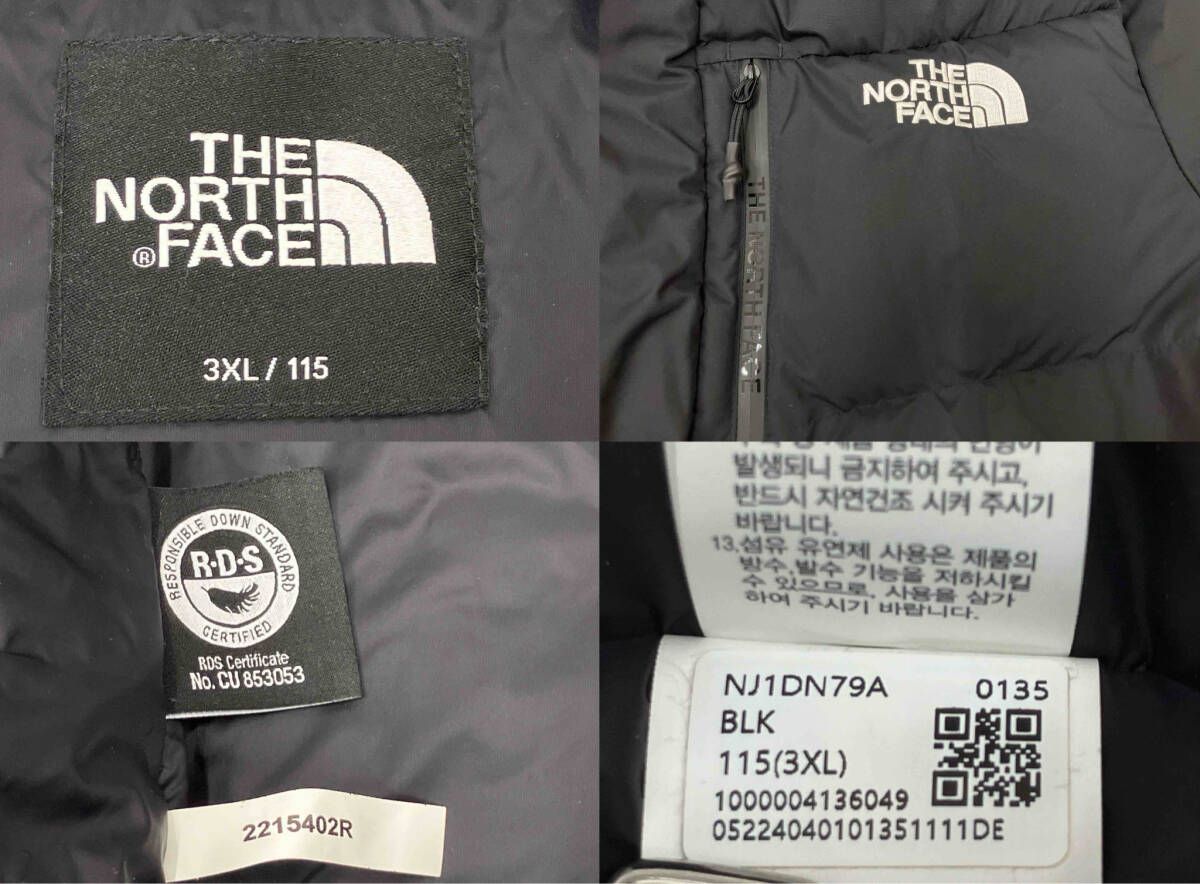 THE
NORTH
FACE
®
3XL / 115
THE
NORTH
FACE
THE NORTH FACE
RESPONSIBLE DOWN STANDARD
R·D·S
CERTIFIED
RDS Certificate
No. CU 853053
2215402R
발생되니 금지하여 주시고,
반드시 자연건조 시켜 주시기
바랍니다.
13.섬유 유연제 사용은 제품의
방수,발수 기능을 저하시킬
수 있으므로, 사용을 삼가
하여 주시기 바랍니다.
NJ1DN79A 0135
BLK
115(3XL)
1000004136049
05224040101351111DE